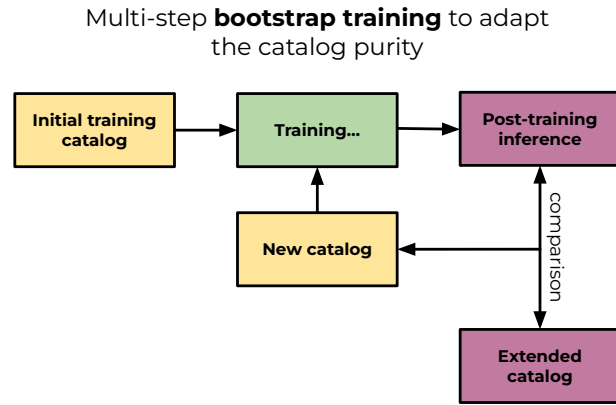 Multi-step bootstrap training to adapt
the catalog purity
Initial training
catalog
Training...
Post-training
inference
New catalog
comparison
Extended
catalog